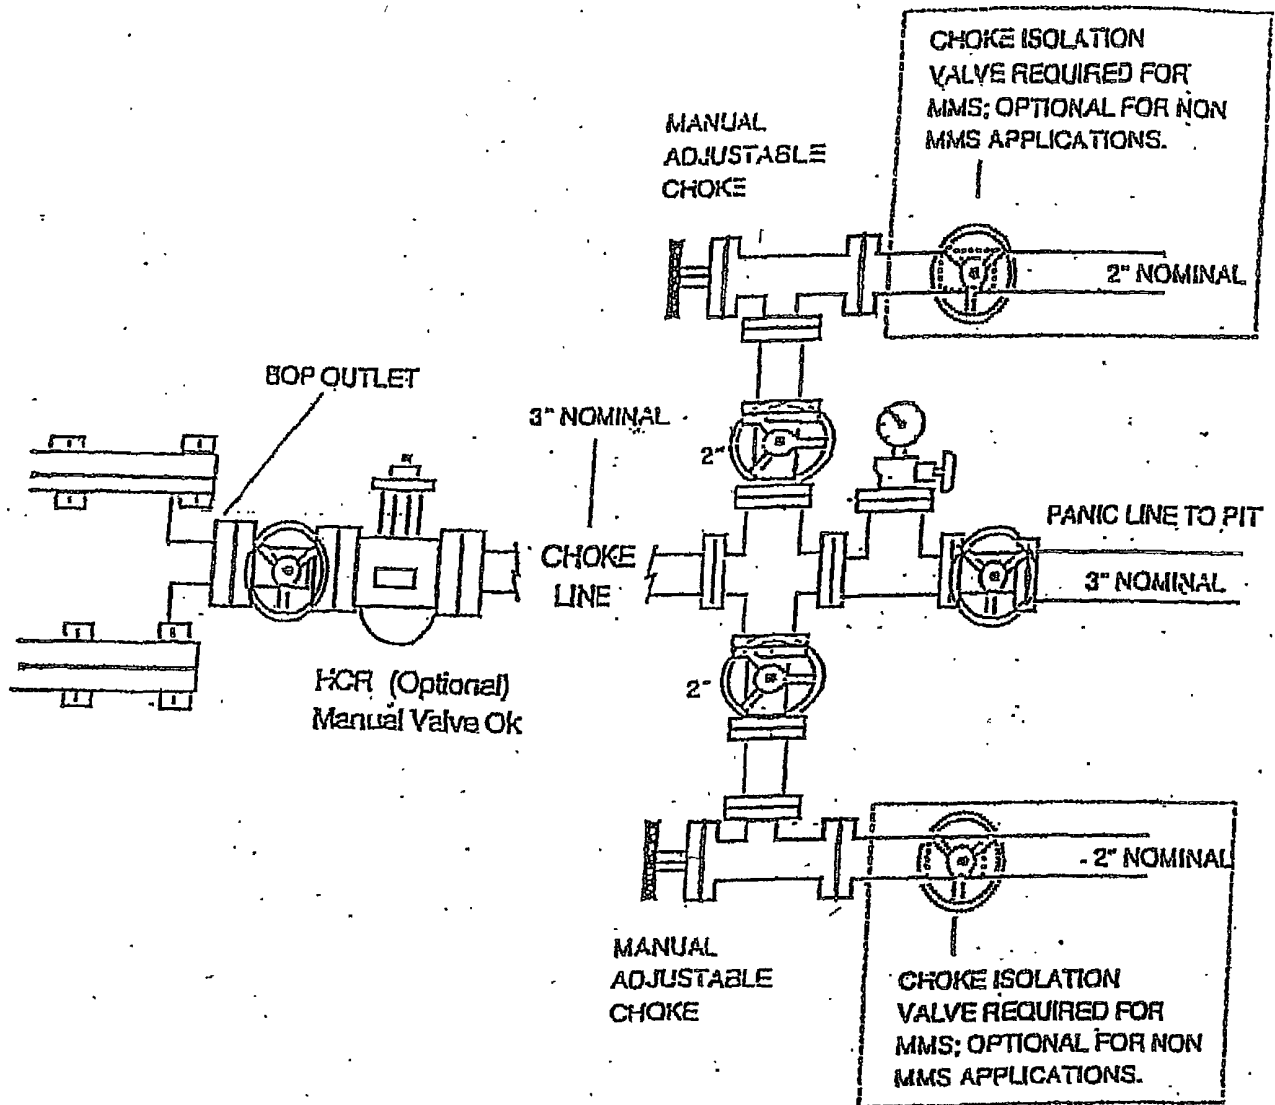 CHOKE ISOLATION
VALVE REQUIRED FOR
MMS; OPTIONAL FOR NON
MMS APPLICATIONS.
MANUAL
ADJUSTABLE
CHOKE
2" NOMINAL
BOP OUTLET
3" NOMINAL
2"
PANIC LINE TO PIT
CHOKE
LINE
3" NOMINAL
HCR (Optional)
Manual Valve Ok
2"
2" NOMINAL
MANUAL
ADJUSTABLE
CHOKE
CHOKE ISOLATION
VALVE REQUIRED FOR
MMS; OPTIONAL FOR NON
MMS APPLICATIONS.